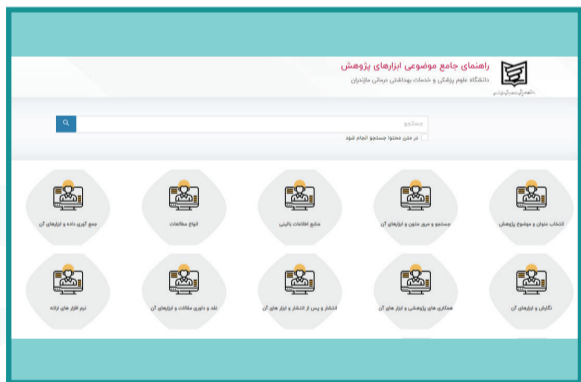 راهنمای جامع موضوعی ابزارهای پژوهش
دانشگاه علوم پزشکی و خدمات بهداشتی درمانی مازندران
جستجو
در متن محتوا جستجو انجام شود
انتخاب عنوان و موضوع پژوهش
جستجو و مرور متون و ابزارهای آن
منابع اطلاعات بالینی
انواع مطالعات
جمع آوری داده و ابزارهای آن
نگارش و ابزارهای آن
همکاری های پژوهشی و ابزار های آن
انتشار و پس از انتشار و ابزار های آن
نقد و داوری مقالات و ابزارهای آن
نرم افزار های ارائه